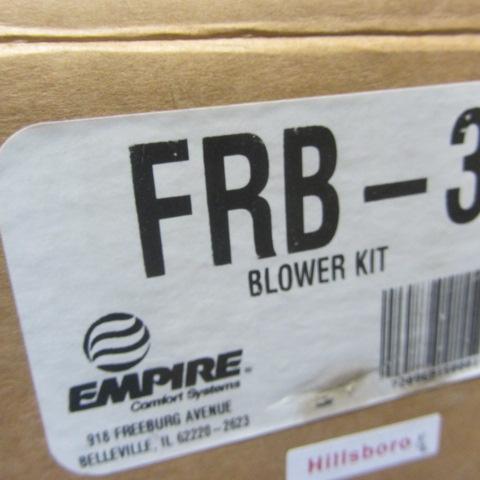 FRB-3
BLOWER KIT
EMPIRE
Comfort Systems
918 FREEBURG AVENUE
BELLEVILLE, IL 62220-2623
Hillsboro